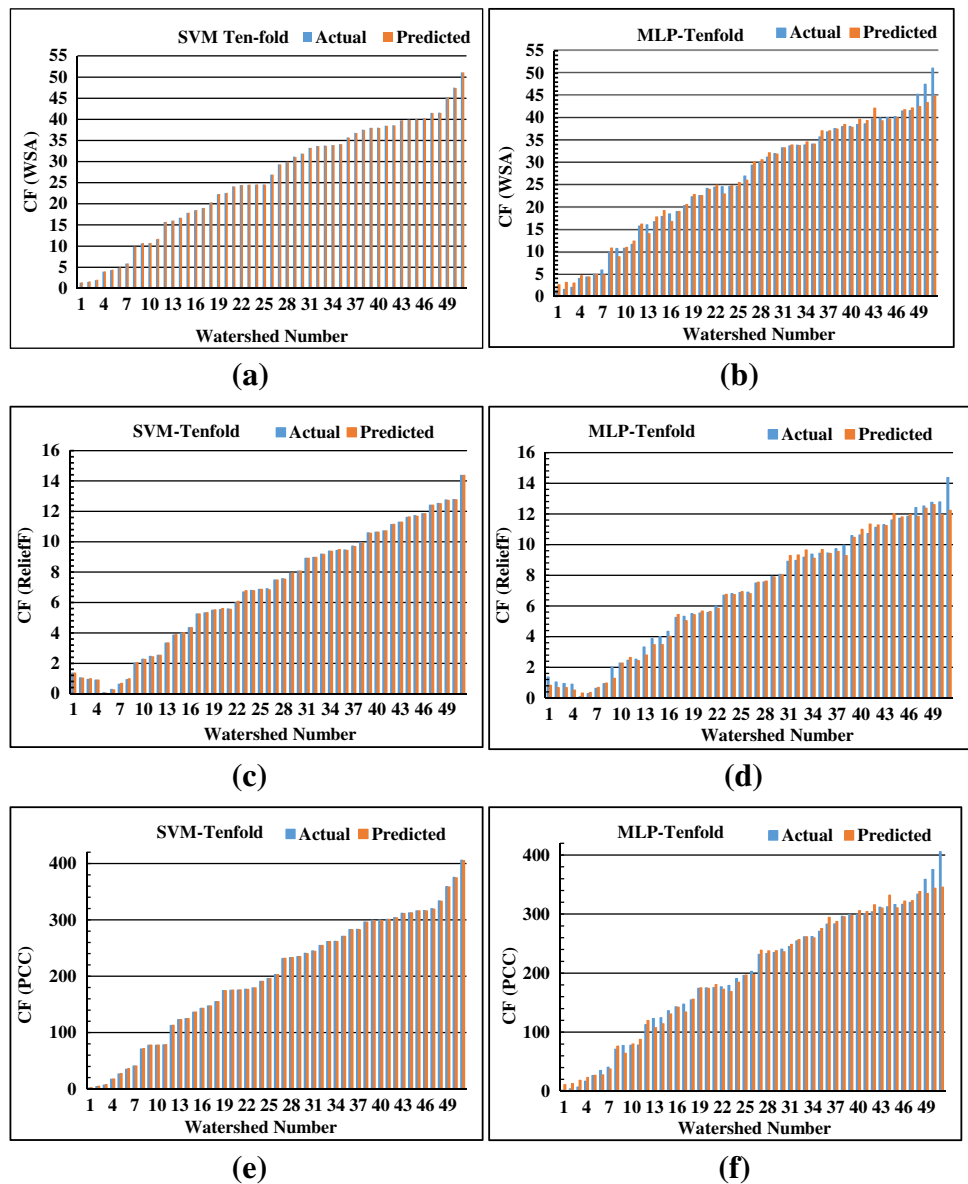 SVM Ten-fold Actual Predicted
55
50
45
40
35
30
25
20
15
10
5
0
CF (WSA)
1 4 7 10 13 16 19 22 25 28 31 34 37 40 43 46 49
Watershed Number
(a)
MLP-Tenfold Actual Predicted
55
50
45
40
35
30
25
20
15
10
5
0
CF (WSA)
1 4 7 10 13 16 19 22 25 28 31 34 37 40 43 46 49
Watershed Number
(b)
SVM-Tenfold Actual Predicted
16
14
12
10
8
6
4
2
0
CF (ReliefF)
1 4 7 10 13 16 19 22 25 28 31 34 37 40 43 46 49
Watershed Number
(c)
MLP-Tenfold Actual Predicted
16
14
12
10
8
6
4
2
0
CF (ReliefF)
1 4 7 10 13 16 19 22 25 28 31 34 37 40 43 46 49
Watershed Number
(d)
SVM-Tenfold Actual Predicted
400
300
200
100
0
CF (PCC)
1 4 7 10 13 16 19 22 25 28 31 34 37 40 43 46 49
Watershed Number
(e)
MLP-Tenfold Actual Predicted
400
300
200
100
0
CF (PCC)
1 4 7 10 13 16 19 22 25 28 31 34 37 40 43 46 49
Watershed Number
(f)